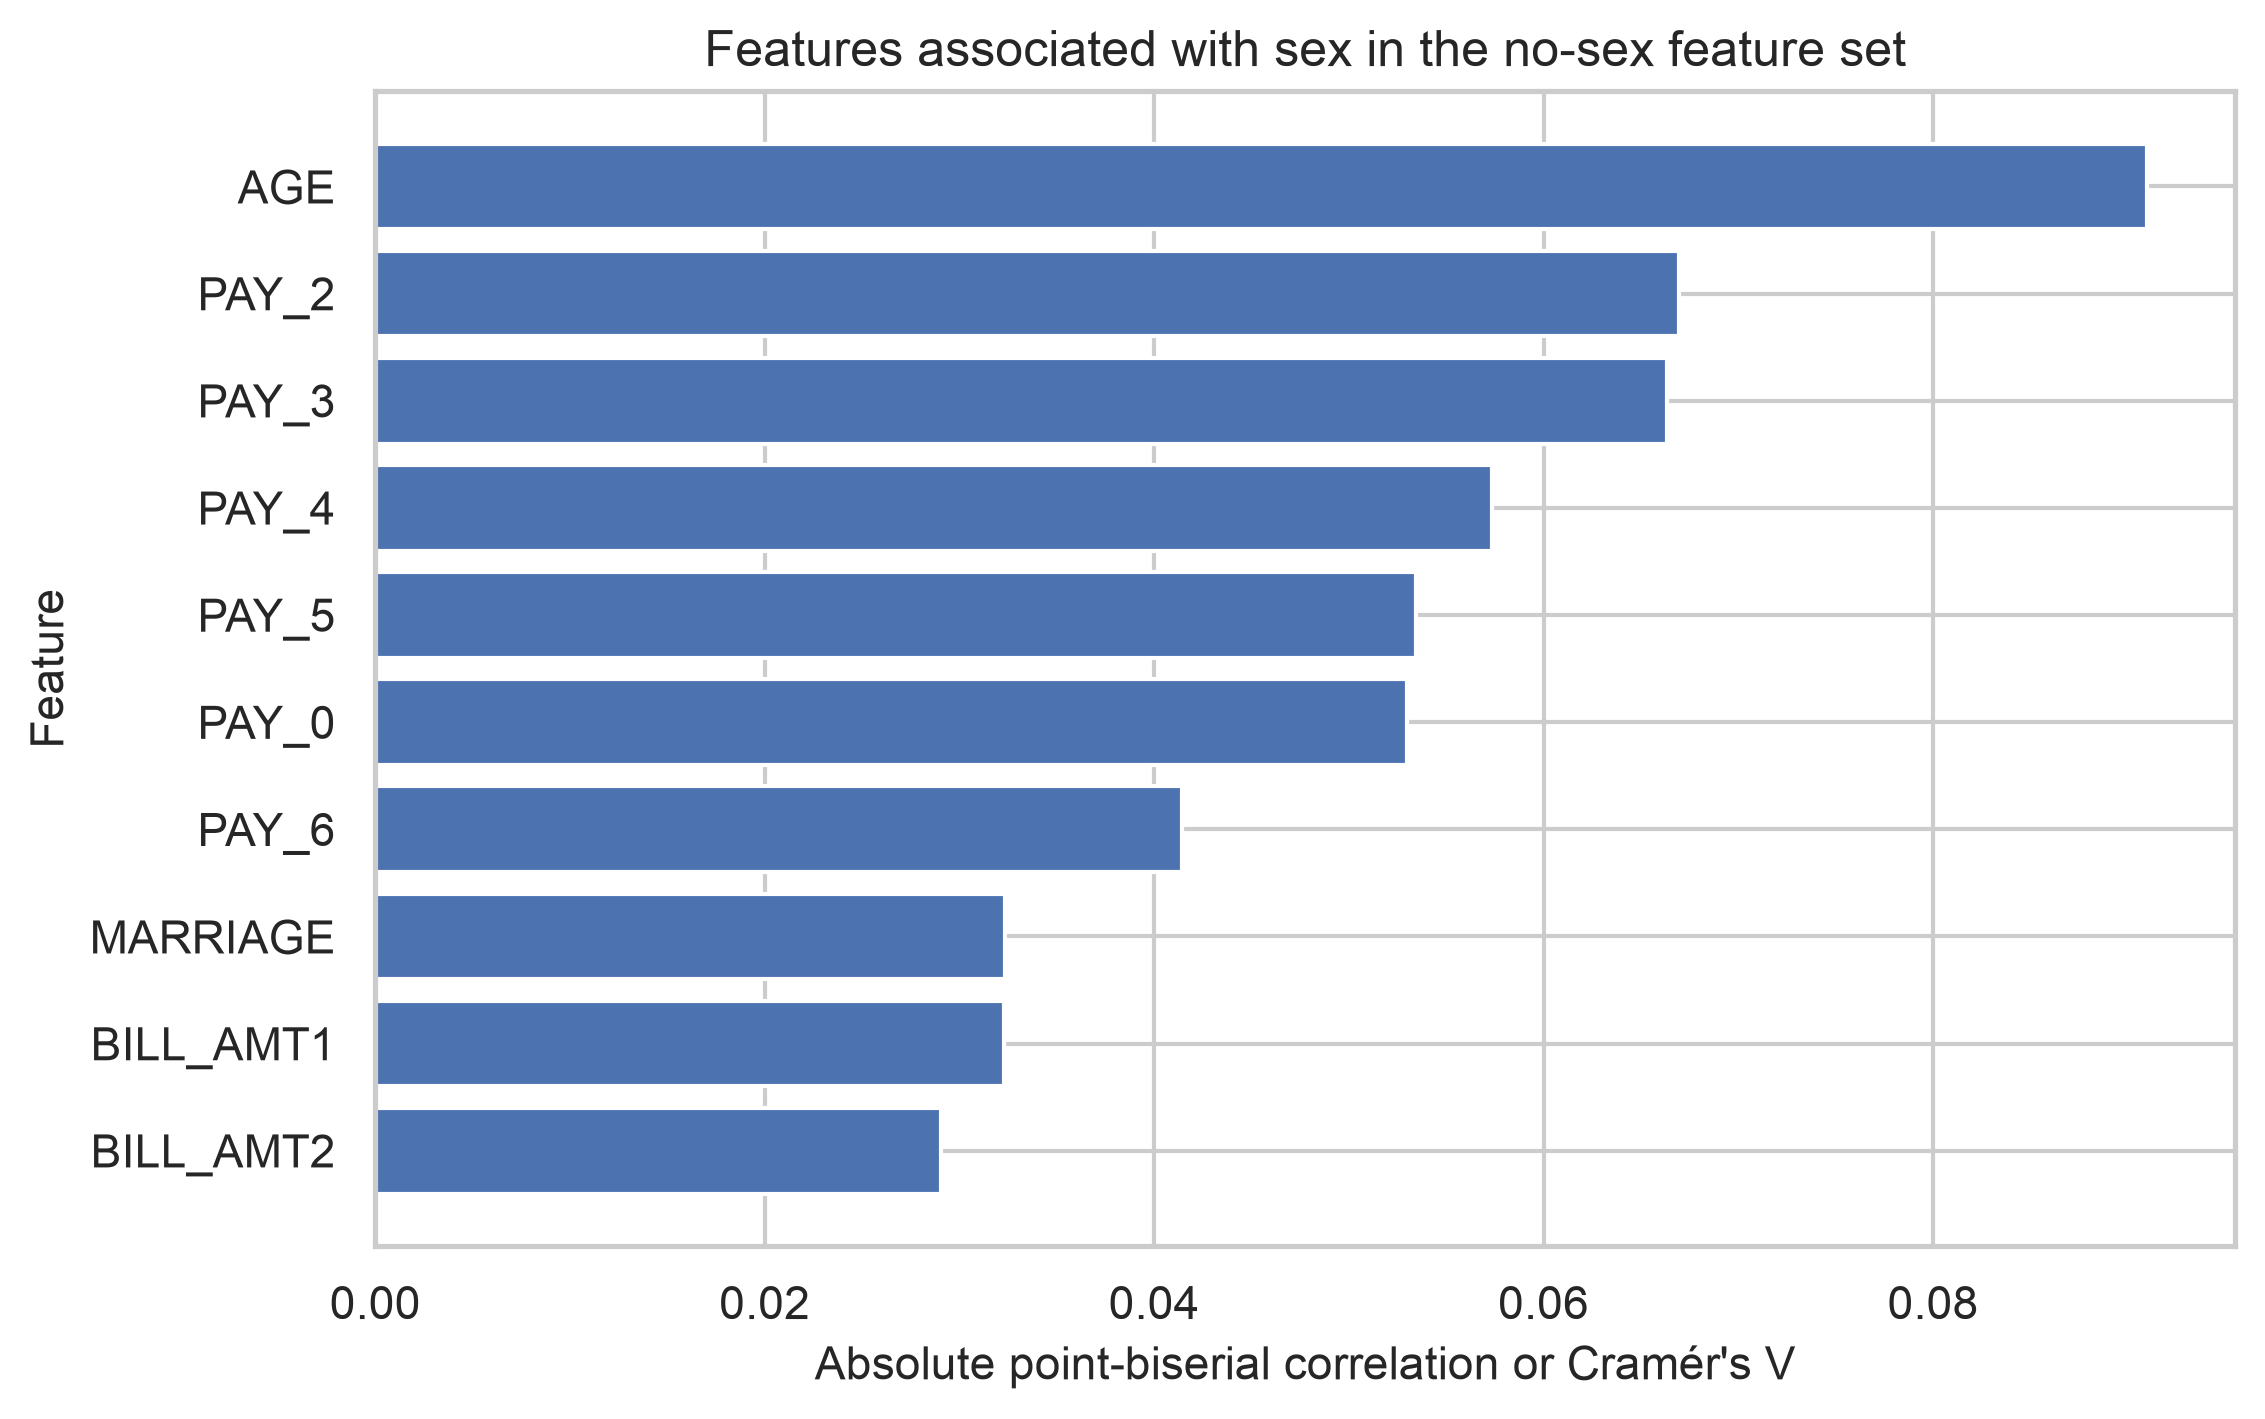 Features associated with sex in the no-sex feature set
Feature
AGE
PAY_2
PAY_3
PAY_4
PAY_5
PAY_0
PAY_6
MARRIAGE
BILL_AMT1
BILL_AMT2
0.00 0.02 0.04 0.06 0.08
Absolute point-biserial correlation or Cramér's V